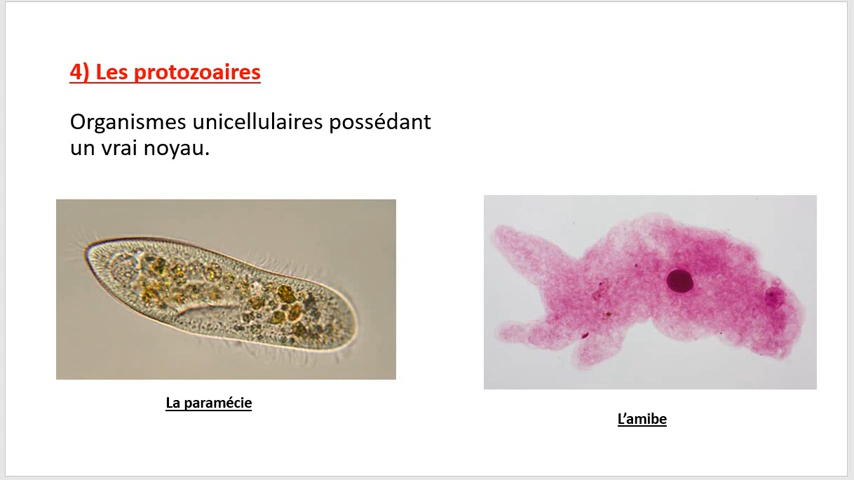 4) Les protozoaires
Organismes unicellulaires possédant
un vrai noyau.
La paramécie
L’amibe